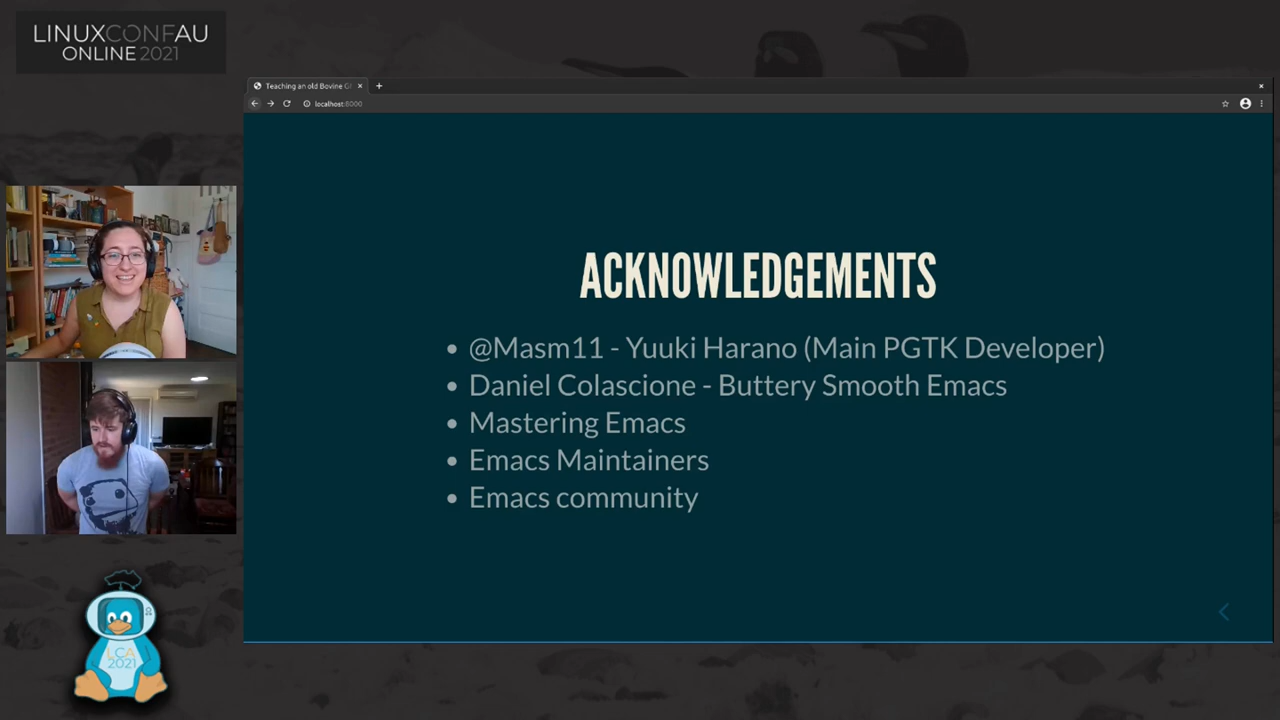 LINUXCONFAU
ONLINE 2021
Teaching an old Bovine G
localhost:8000
ACKNOWLEDGEMENTS
• @Masm11 - Yuuki Harano (Main PGTK Developer)
• Daniel Colascione - Buttery Smooth Emacs
• Mastering Emacs
• Emacs Maintainers
• Emacs community
LCA
2021